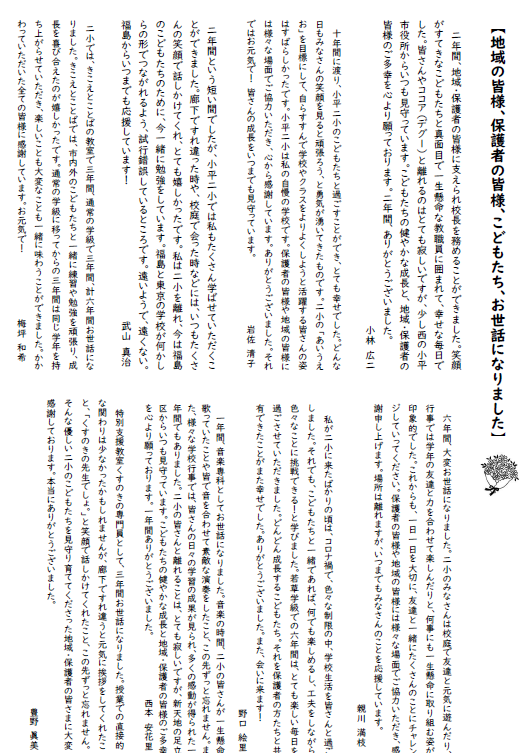 【地域の皆様、保護者の皆様、こどもたち、お世話になりました】
二年間、地域、保護者の皆様に支えられ校長を務めることができました。笑顔
がすてきなこどもたちと真面目で一生懸命な教職員に囲まれて、幸せな毎日で
した。皆さんやココア（デグー）と離れるのはとても寂しいですが、少し西の小平
市役所からいつも見守っています。こどもたちの健やかな成長と、地域・保護者の
皆様のご多幸を心より願っております。二年間、ありがとうございました。
小林 広二
十年間に渡り、小平二小のこどもたちと過ごすことができ、とても幸せでした。どんな
日もみなさんの笑顔を見ると頑張ろう、と勇気が湧いてきたものです。二小の「あいうえ
お」を目標にして、自らすすんで学校やクラスをよりよくしようと活躍する皆さんの姿
はすばらしかったです。小平二小は私の自慢の学校です。保護者の皆様や地域の皆様に
は様々な場面でご協力いただき、心から感謝しています。ありがとうございました。それ
ではお元気で！皆さんの成長をいつまでも見守っています。
岩佐 清子
二年間という短い間でしたが、小平二小では私もたくさん学ばせていただくこ
とができました。廊下ですれ違った時や、校庭で会った時などには、いつもたくさ
んの笑顔で話しかけてくれ、とても嬉しかったです。私は二小を離れ、今は福島
のこどもたちのために、今一緒に勉強をしています。福島と東京の学校が何かし
らの形でつながれるよう、試行錯誤しているところです。遠いようで、遠くない。
福島からいつまでも応援しています！
武山 真治
二小では、きこえとことばの教室で三年間、通常の学級で三年間、計六年間お世話にな
りました。きこえとことばでは、市内外のこどもたちと一緒に練習や勉強を頑張り、成
長を喜び合えたのが嬉しかったです。通常の学級に移ってからの三年間は同じ学年を持
ち上がらせていただき、楽しいことも大変なことも一緒に味わうことができました。かか
わっていただいた全ての皆様に感謝しています。お元気で！
梅坪 和希
六年間、大変お世話になりました。二小のみなさんは校庭で友達と元気に遊んだり、
行事では学年の友達と力を合わせて楽しんだりと、何事にも一生懸命に取り組む姿が
印象的でした。これからも、一日一日を大切に、友達と一緒にたくさんのことにチャレン
ジしていってください。保護者の皆様や地域の皆様には様々な場面でご協力いただき、感
謝申し上げます。場所は離れますが、いつまでもみなさんのことを応援しています。
親川 満枝
私が二小に来たばかりの頃は、コロナ禍で、色々な制限の中、学校生活を皆さんと過ご
しました。それでも、こどもたちと一緒であれば、何でも楽しめるし、工夫をしながら
色々なことに挑戦できる！と学びました。若草学級での六年間は、とても楽しい毎日を
過ごさせていただきました。どんどん成長するこどもたち。それを保護者の方たちと共
有できたことがまた幸せでした。ありがとうございました。また、会いに来ます！
野口 絵里
一年間、音楽専科としてお世話になりました。音楽の時間、二小の皆さんが一生懸命
歌っていたことや皆で音を合わせて素敵な演奏をしたこと、この先ずっと忘れません。ま
た、様々な学校行事では、皆さんの日々の学習の成果が見られ、多くの感動が得られた一
年間でもありました。二小の皆さんと離れることは、とても寂しいですが、新天地の足立
区からいつも見守っています。こどもたちの健やかな成長と地域、保護者の皆様のご多幸
を心より願っております。一年間ありがとうございました。
西本 安花里
特別支援教室くすのきの専門員として、三年間お世話になりました。授業での直接的
な関わりは少なかったかもしれませんが、廊下ですれ違うと元気に挨拶をしてくれたこ
と、「くすのきの先生でしょ。」と笑顔で話しかけてくれたこと、この先ずっと忘れません。
そんな優しい二小のこどもたちを見守り育ててくださった地域・保護者の皆さまに大変
感謝しております。本当にありがとうございました。
豊野 眞美